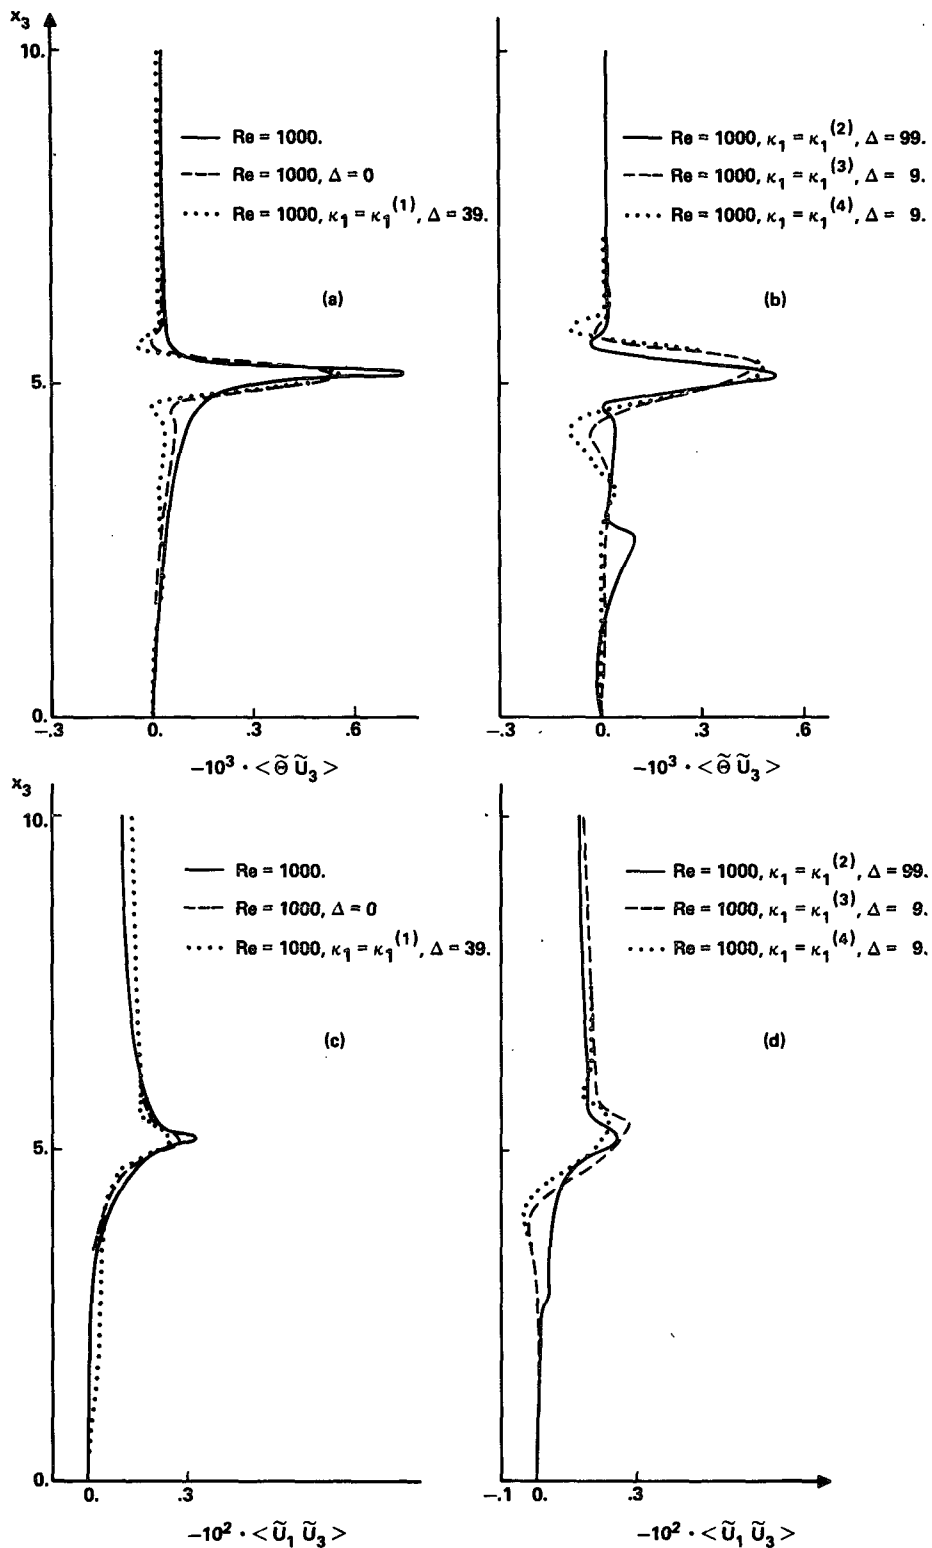 x₃
10.
5.
0.
—— Re = 1000.
--- Re = 1000, Δ = 0
···· Re = 1000, κ₁ = κ₁⁽¹⁾, Δ = 39.
(a)
-.3 0. .3 .6
−10³ · < Θ̃ Ũ₃ >
—— Re = 1000, κ₁ = κ₁⁽²⁾, Δ = 99.
--- Re = 1000, κ₁ = κ₁⁽³⁾, Δ = 9.
···· Re = 1000, κ₁ = κ₁⁽⁴⁾, Δ = 9.
(b)
-.3 0. .3 .6
−10³ · < Θ̃ Ũ₃ >
x₃
10.
5.
0.
—— Re = 1000.
--- Re = 1000, Δ = 0
···· Re = 1000, κ₁ = κ₁⁽¹⁾, Δ = 39.
(c)
0. .3
−10² · < Ũ₁ Ũ₃ >
—— Re = 1000, κ₁ = κ₁⁽²⁾, Δ = 99.
--- Re = 1000, κ₁ = κ₁⁽³⁾, Δ = 9.
···· Re = 1000, κ₁ = κ₁⁽⁴⁾, Δ = 9.
(d)
-.1 0. .3
−10² · < Ũ₁ Ũ₃ >